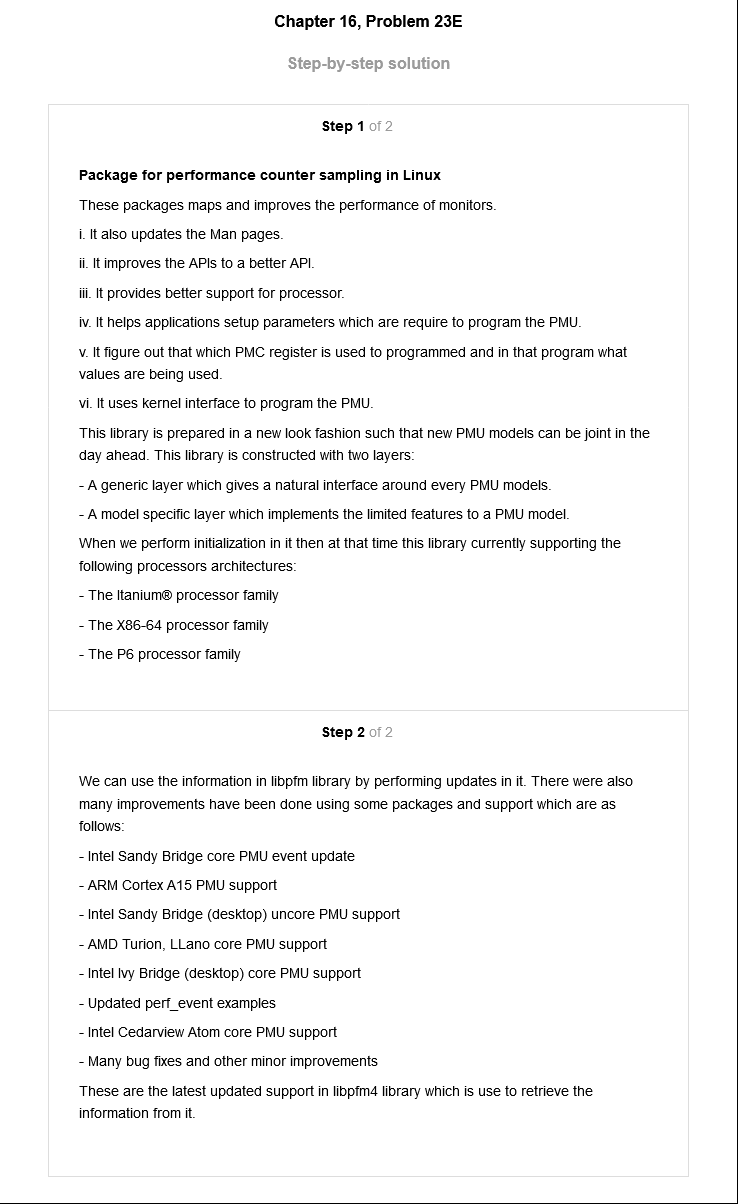 Chapter 16, Problem 23E
Step-by-step solution
Step 1 of 2
Package for performance counter sampling in Linux
These packages maps and improves the performance of monitors.
i. It also updates the Man pages.
ii. It improves the APIs to a better API.
iii. It provides better support for processor.
iv. It helps applications setup parameters which are require to program the PMU.
v. It figure out that which PMC register is used to programmed and in that program what
values are being used.
vi. It uses kernel interface to program the PMU.
This library is prepared in a new look fashion such that new PMU models can be joint in the
day ahead. This library is constructed with two layers:
- A generic layer which gives a natural interface around every PMU models.
- A model specific layer which implements the limited features to a PMU model.
When we perform initialization in it then at that time this library currently supporting the
following processors architectures:
- The Itanium® processor family
- The X86-64 processor family
- The P6 processor family
Step 2 of 2
We can use the information in libpfm library by performing updates in it. There were also
many improvements have been done using some packages and support which are as
follows:
- Intel Sandy Bridge core PMU event update
- ARM Cortex A15 PMU support
- Intel Sandy Bridge (desktop) uncore PMU support
- AMD Turion, LLano core PMU support
- Intel Ivy Bridge (desktop) core PMU support
- Updated perf_event examples
- Intel Cedarview Atom core PMU support
- Many bug fixes and other minor improvements
These are the latest updated support in libpfm4 library which is use to retrieve the
information from it.